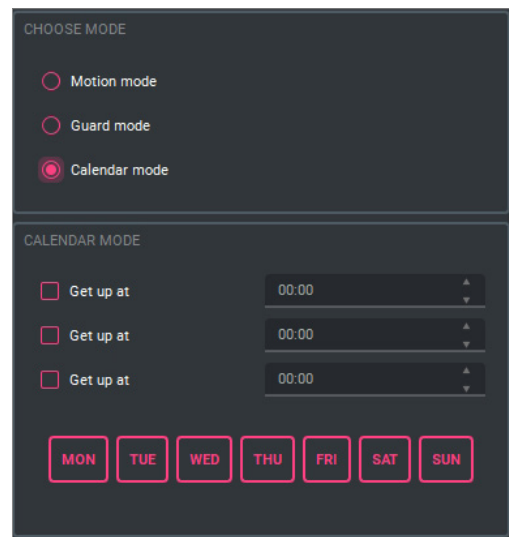 CHOOSE MODE
Motion mode
Guard mode
Calendar mode
CALENDAR MODE
Get up at 00:00
Get up at 00:00
Get up at 00:00
MON TUE WED THU FRI SAT SUN